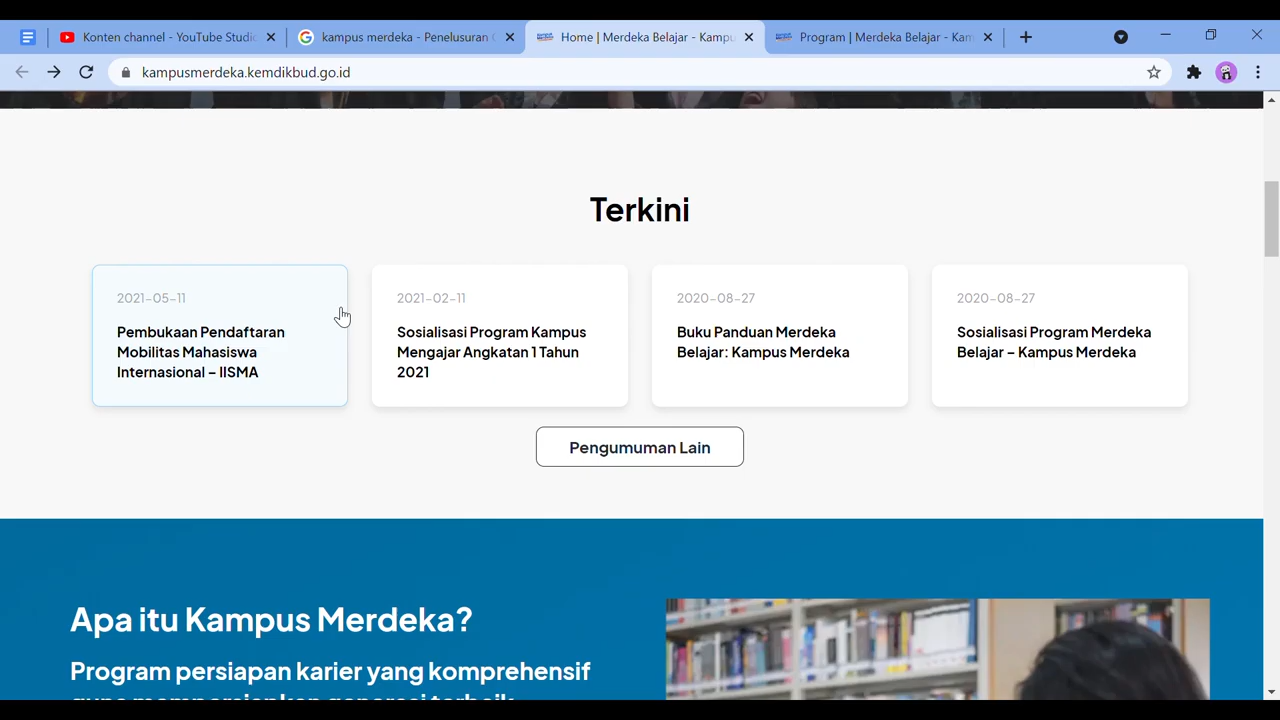 Konten channel - YouTube Studio
kampus merdeka - Penelusuran
Home | Merdeka Belajar - Kampu
Program | Merdeka Belajar - Kam
kampusmerdeka.kemdikbud.go.id
Terkini
2021-05-11
Pembukaan Pendaftaran
Mobilitas Mahasiswa
Internasional – IISMA
2021-02-11
Sosialisasi Program Kampus
Mengajar Angkatan 1 Tahun
2021
2020-08-27
Buku Panduan Merdeka
Belajar: Kampus Merdeka
2020-08-27
Sosialisasi Program Merdeka
Belajar – Kampus Merdeka
Pengumuman Lain
Apa itu Kampus Merdeka?
Program persiapan karier yang komprehensif